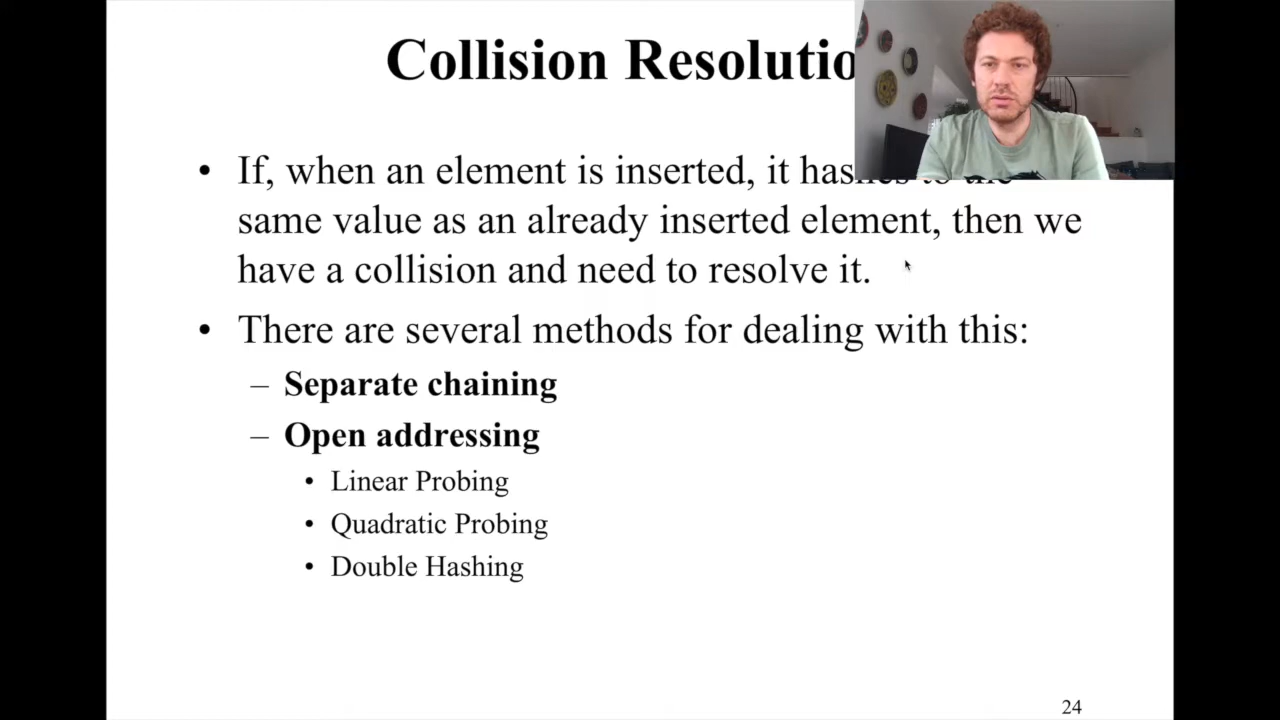 Collision Resolutio
• If, when an element is inserted, it hashes to the
same value as an already inserted element, then we
have a collision and need to resolve it.
• There are several methods for dealing with this:
– Separate chaining
– Open addressing
• Linear Probing
• Quadratic Probing
• Double Hashing
24